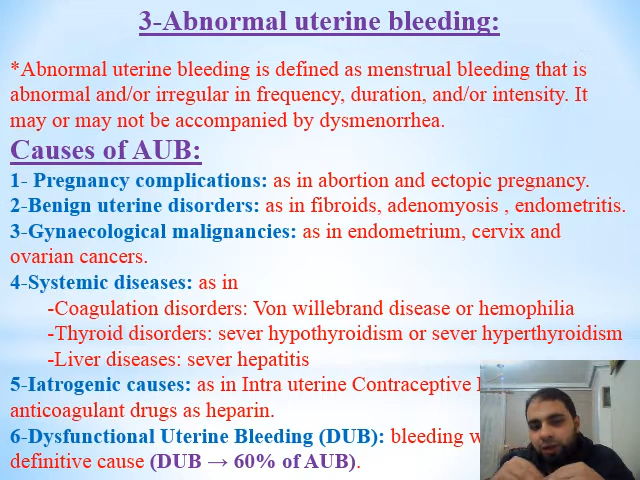 3-Abnormal uterine bleeding:
*Abnormal uterine bleeding is defined as menstrual bleeding that is
abnormal and/or irregular in frequency, duration, and/or intensity. It
may or may not be accompanied by dysmenorrhea.
Causes of AUB:
1- Pregnancy complications: as in abortion and ectopic pregnancy.
2-Benign uterine disorders: as in fibroids, adenomyosis , endometritis.
3-Gynaecological malignancies: as in endometrium, cervix and
ovarian cancers.
4-Systemic diseases: as in
-Coagulation disorders: Von willebrand disease or hemophilia
-Thyroid disorders: sever hypothyroidism or sever hyperthyroidism
-Liver diseases: sever hepatitis
5-Iatrogenic causes: as in Intra uterine Contraceptive
anticoagulant drugs as heparin.
6-Dysfunctional Uterine Bleeding (DUB): bleeding
definitive cause (DUB → 60% of AUB).